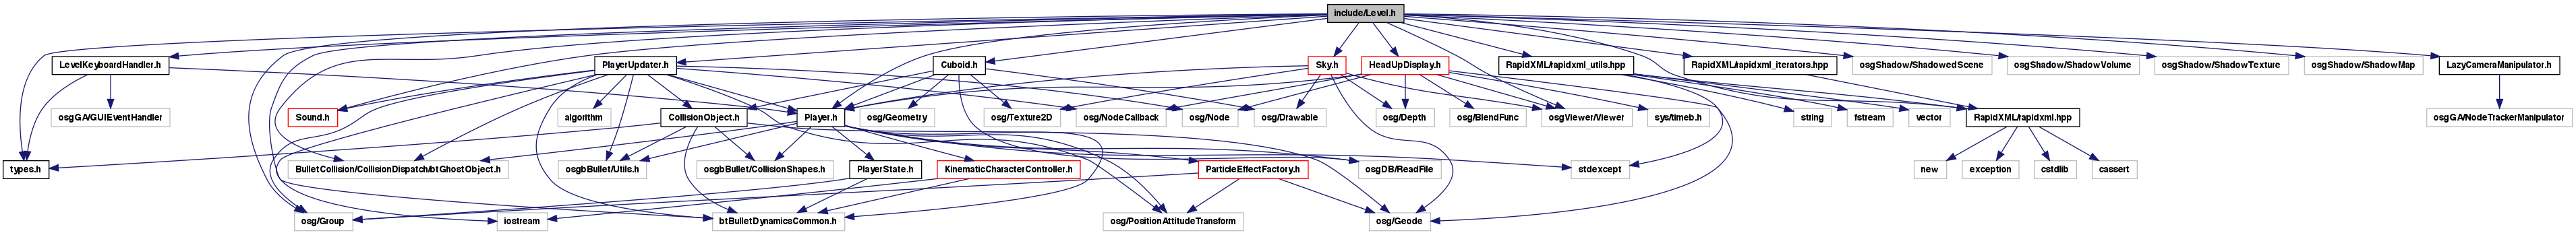 include/Level.h
LevelKeyboardHandler.h
PlayerUpdater.h
Cuboid.h
Sky.h
HeadUpDisplay.h
RapidXML/rapidxml_utils.hpp
RapidXML/rapidxml_iterators.hpp
osgShadow/ShadowedScene
osgShadow/ShadowVolume
osgShadow/ShadowTexture
osgShadow/ShadowMap
LazyCameraManipulator.h
osgGA/GUIEventHandler
Sound.h
algorithm
CollisionObject.h
Player.h
osg/Geometry
osg/Texture2D
osg/NodeCallback
osg/Node
osg/Drawable
osg/Depth
osg/BlendFunc
osgViewer/Viewer
sys/timeb.h
string
fstream
vector
RapidXML/rapidxml.hpp
osgGA/NodeTrackerManipulator
types.h
BulletCollision/CollisionDispatch/btGhostObject.h
osgbBullet/Utils.h
osgbBullet/CollisionShapes.h
PlayerState.h
KinematicCharacterController.h
ParticleEffectFactory.h
osgDB/ReadFile
stdexcept
new
exception
cstdlib
cassert
osg/Group
iostream
btBulletDynamicsCommon.h
osg/PositionAttitudeTransform
osg/Geode